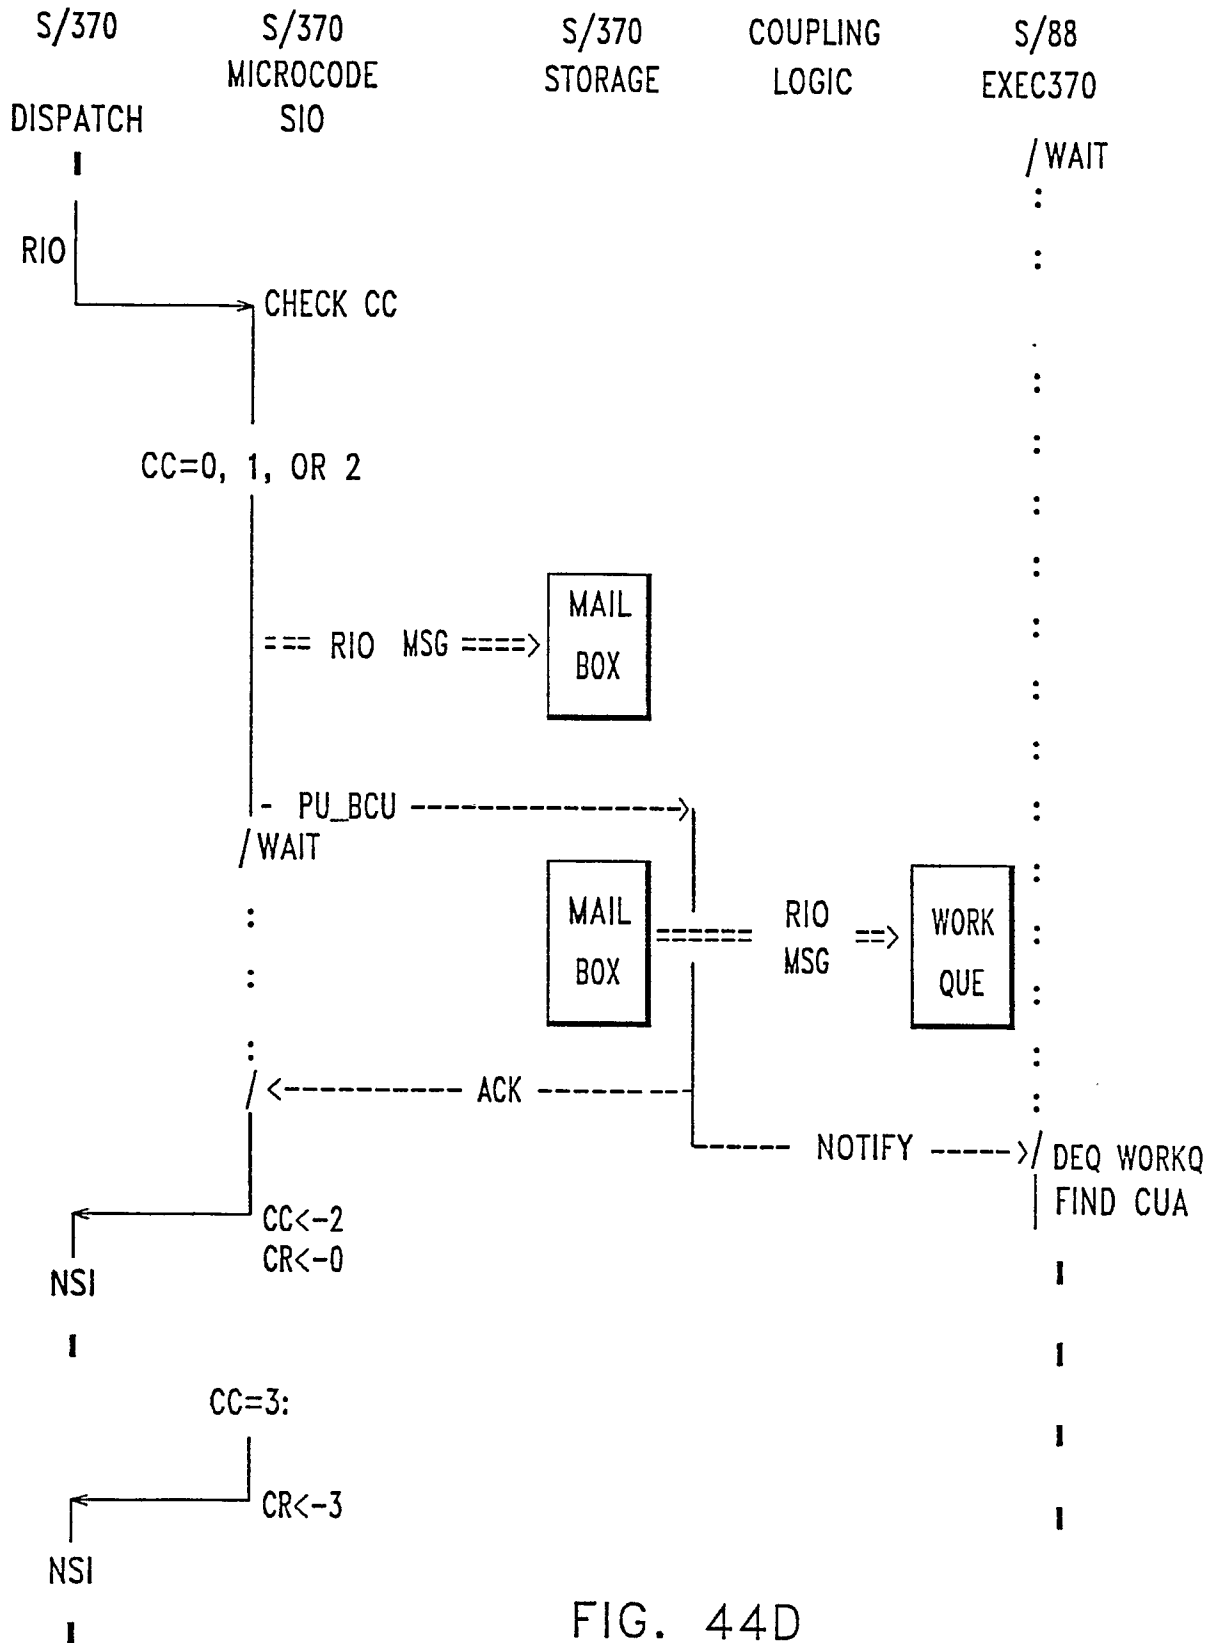 S/370 S/370 S/370 COUPLING S/88
MICROCODE STORAGE LOGIC EXEC370
DISPATCH SIO
/WAIT
RIO
CHECK CC
CC=0, 1, OR 2
MAIL
=== RIO MSG ====>
BOX
- PU_BCU ---------------->
/WAIT
MAIL
BOX
====== RIO MSG ==>
WORK
QUE
/<----------- ACK -------
------ NOTIFY ----->/ DEQ WORKQ
FIND CUA
CC<-2
CR<-0
NSI
CC=3:
CR<-3
NSI
FIG. 44D